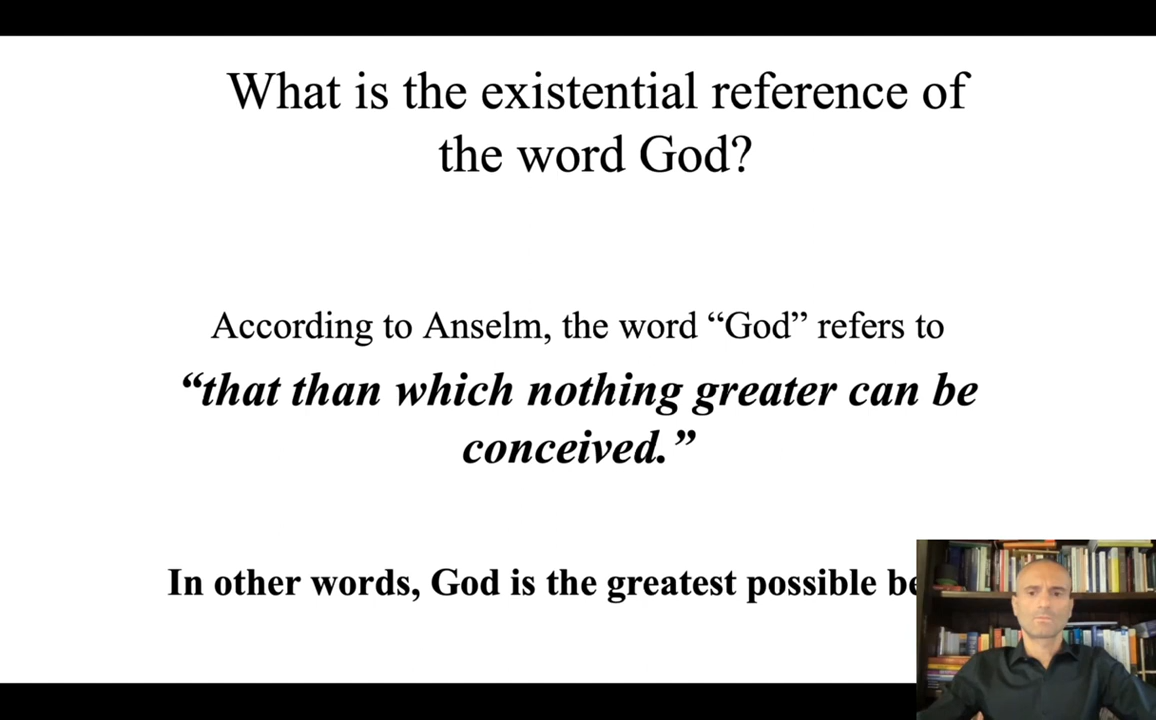 What is the existential reference of
the word God?
According to Anselm, the word “God” refers to
“that than which nothing greater can be
conceived.”
In other words, God is the greatest possible